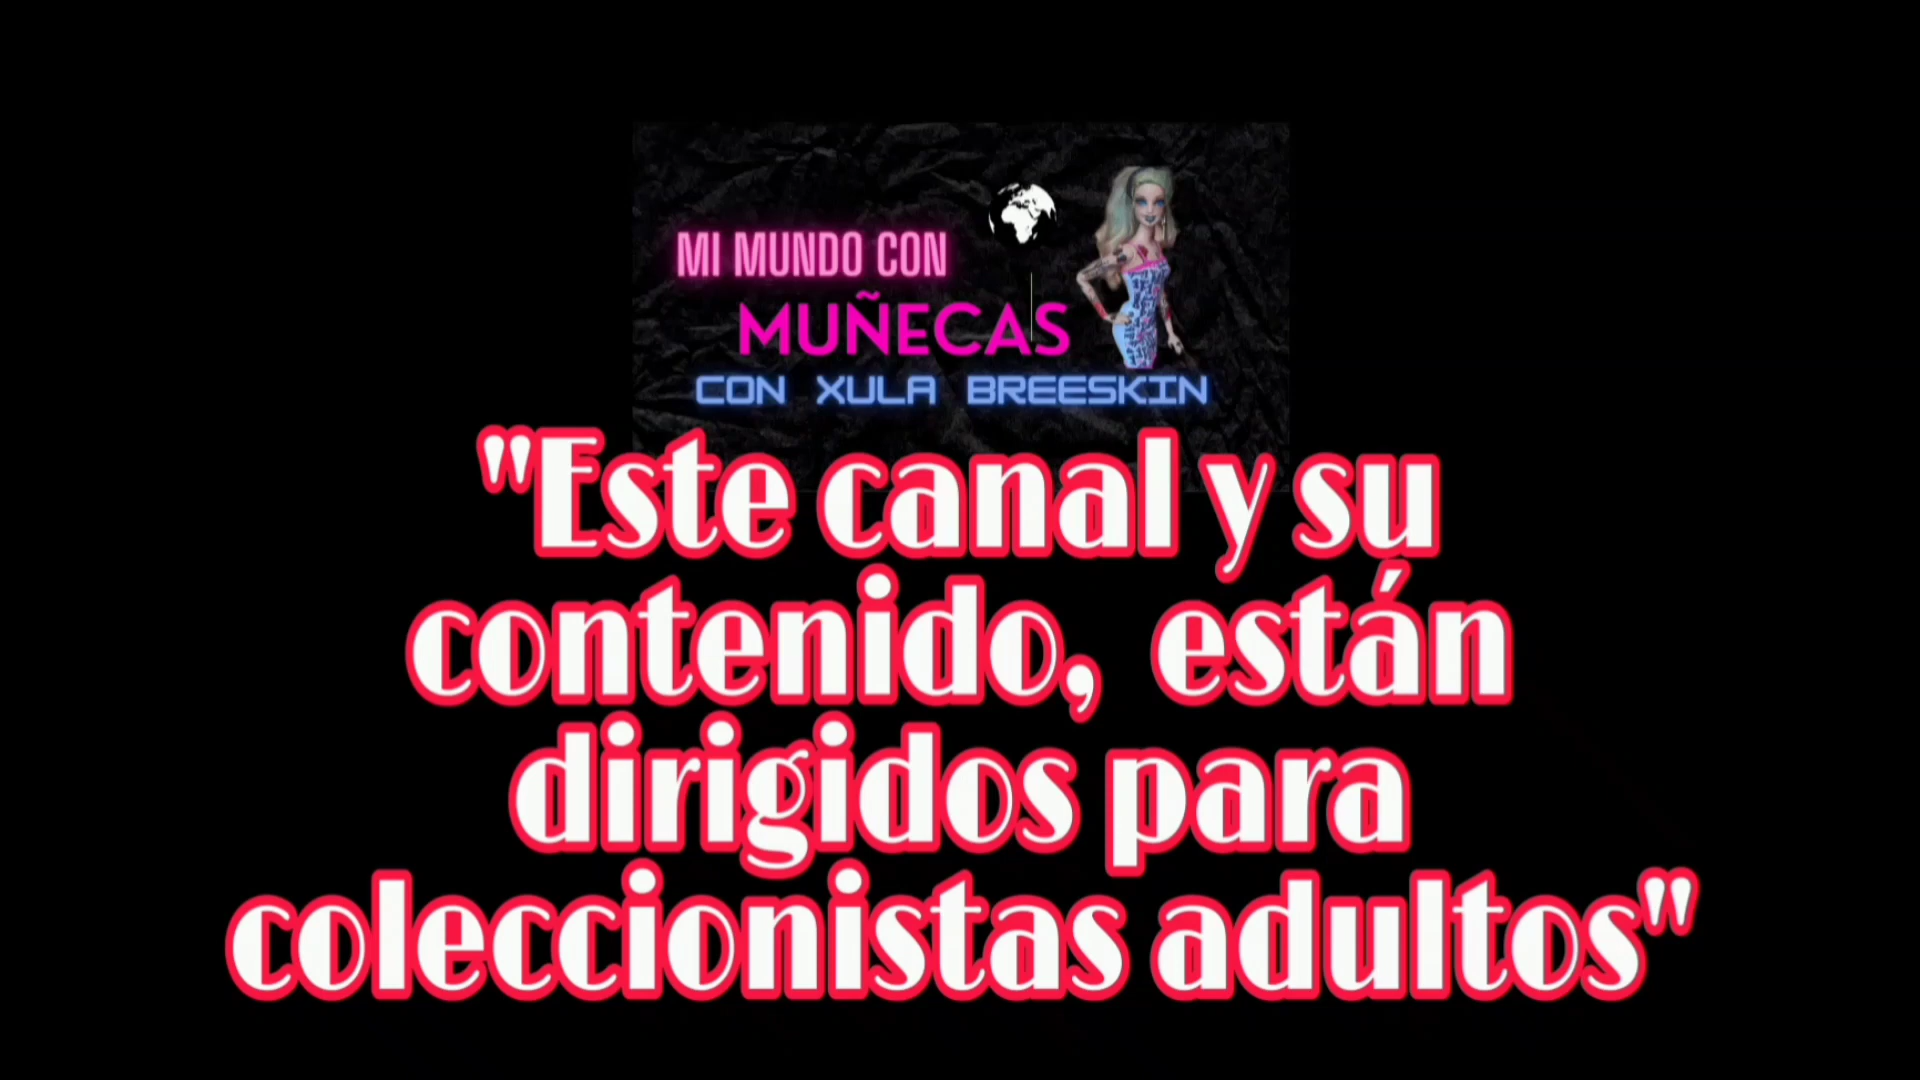 MI MUNDO CON
MUÑECAS
CON XULA BREESKIN
"Este canal y su
contenido, están
dirigidos para
coleccionistas adultos"